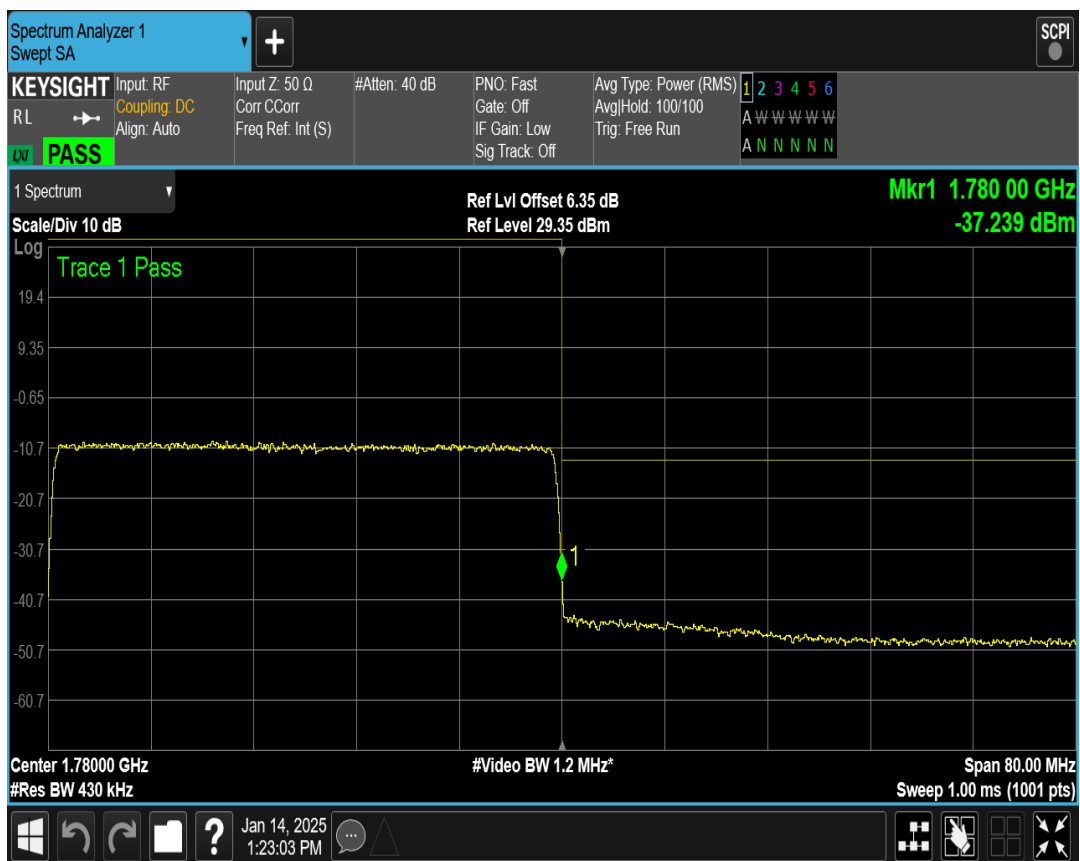 Spectrum Analyzer 1
Swept SA
SCPI
KEYSIGHT
RL
LXI
PASS
Input: RF
Coupling: DC
Align: Auto
Input Z: 50 Ω
Corr CCorr
Freq Ref: Int (S)
#Atten: 40 dB
PNO: Fast
Gate: Off
IF Gain: Low
Sig Track: Off
Avg Type: Power (RMS)
Avg|Hold: 100/100
Trig: Free Run
1 2 3 4 5 6
A W W W W W
A N N N N N
1 Spectrum
Scale/Div 10 dB
Ref Lvl Offset 6.35 dB
Ref Level 29.35 dBm
Mkr1 1.780 00 GHz
-37.239 dBm
Log
Trace 1 Pass
19.4
9.35
-0.65
-10.7
-20.7
-30.7
-40.7
-50.7
-60.7
1
Center 1.78000 GHz
#Res BW 430 kHz
#Video BW 1.2 MHz*
Span 80.00 MHz
Sweep 1.00 ms (1001 pts)
?
Jan 14, 2025
1:23:03 PM